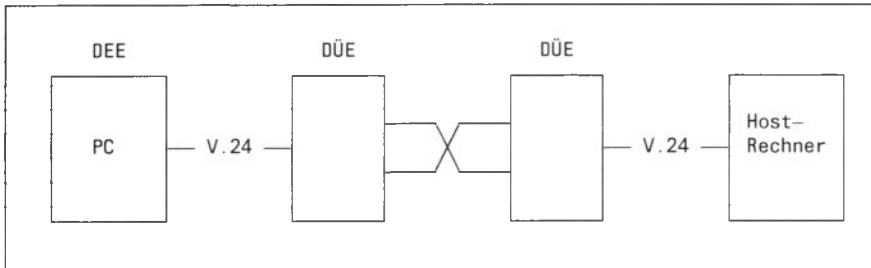 DEE DÜE DÜE
PC — V.24 — — V.24 — Host–
Rechner